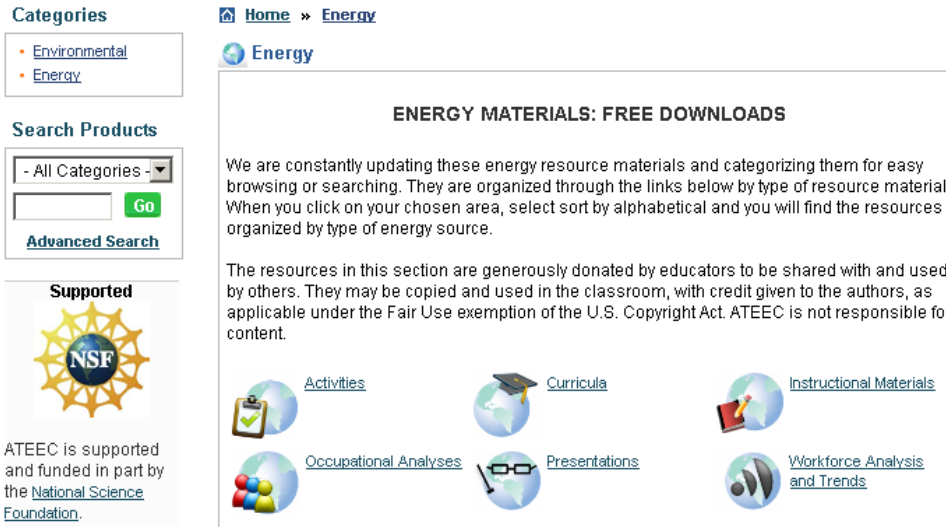 Categories
Environmental
Energy
Search Products
- All Categories -
Go
Advanced Search
Supported
NSF
ATEEC is supported
and funded in part by
the National Science
Foundation.
Home » Energy
Energy
ENERGY MATERIALS: FREE DOWNLOADS
We are constantly updating these energy resource materials and categorizing them for easy
browsing or searching. They are organized through the links below by type of resource material
When you click on your chosen area, select sort by alphabetical and you will find the resources
organized by type of energy source.
The resources in this section are generously donated by educators to be shared with and used
by others. They may be copied and used in the classroom, with credit given to the authors, as
applicable under the Fair Use exemption of the U.S. Copyright Act. ATEEC is not responsible fo
content.
Activities
Curricula
Instructional Materials
Occupational Analyses
Presentations
Workforce Analysis
and Trends